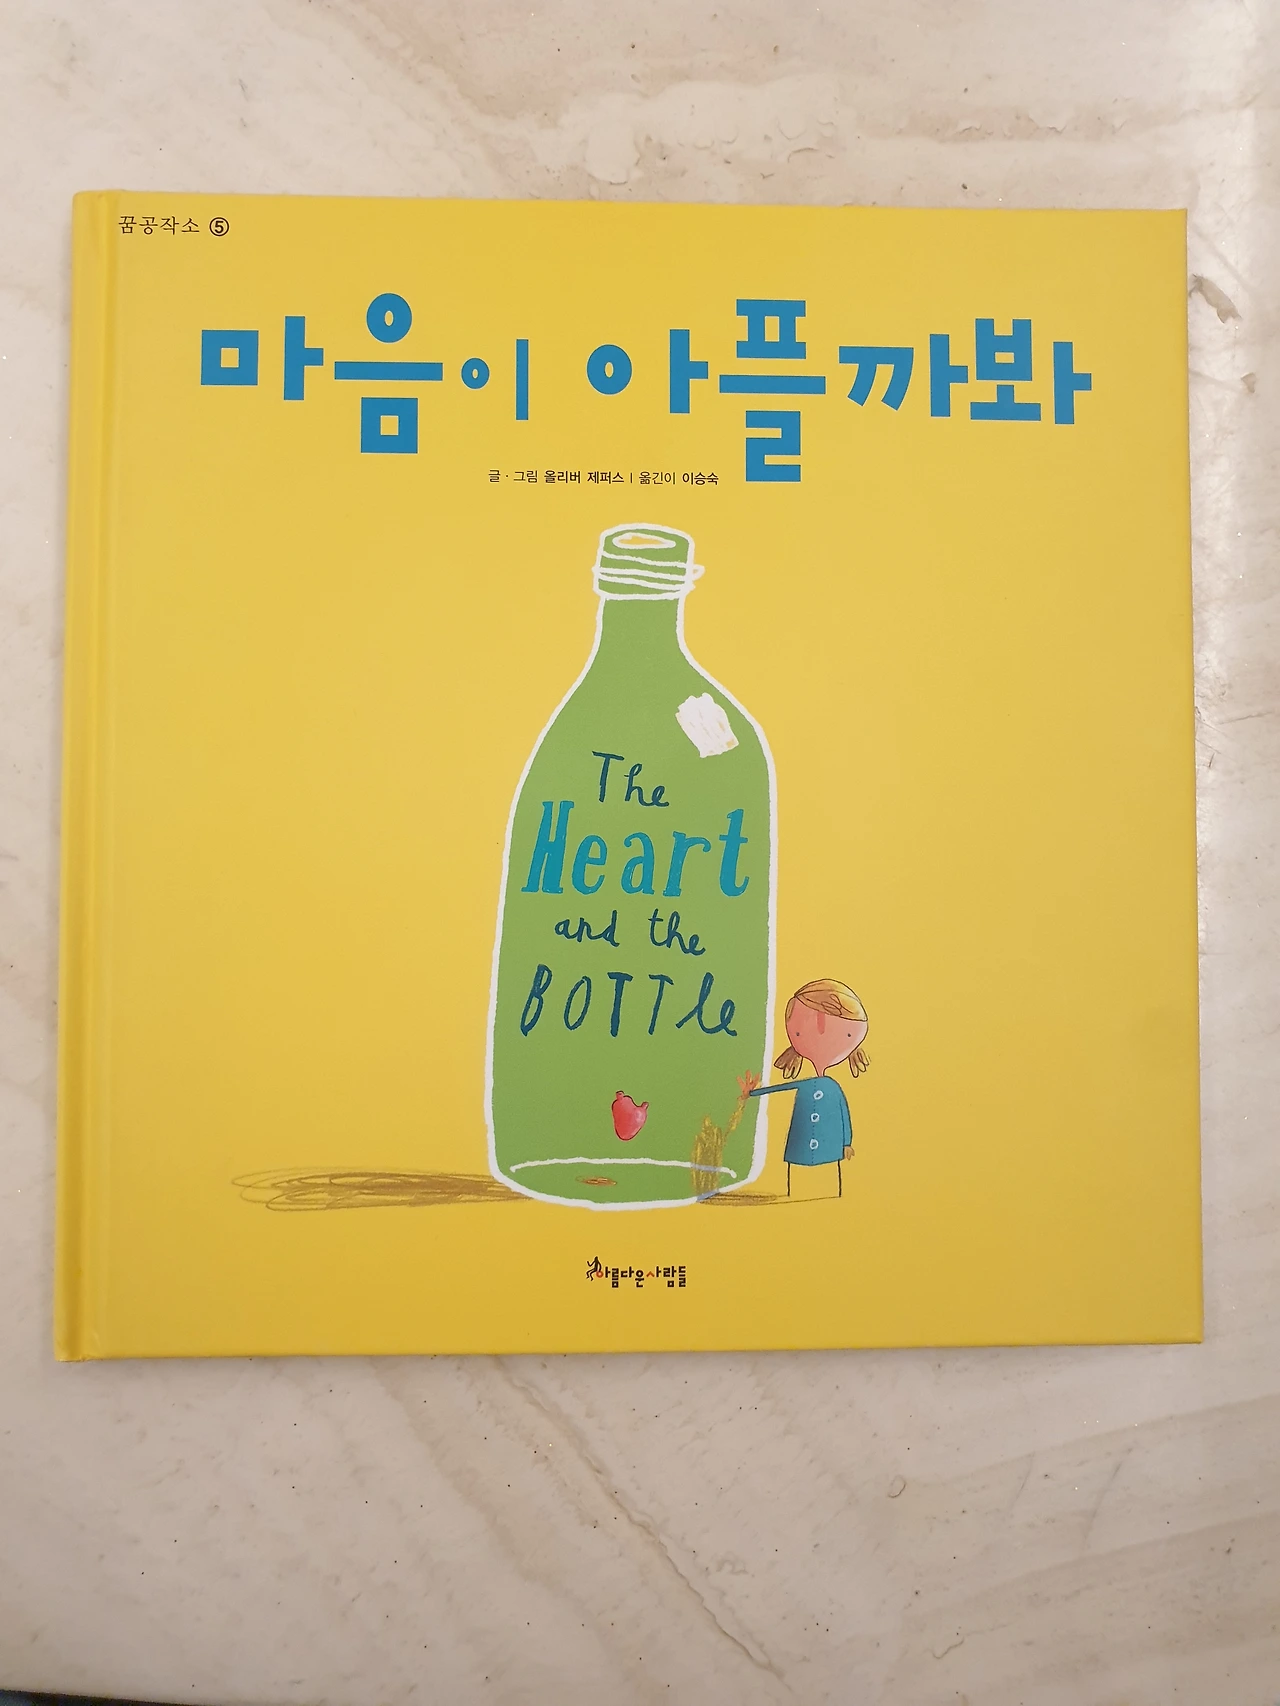 꿈공작소 ⑤
마음이 아플까봐
글·그림 올리버 제퍼스 | 옮긴이 이승숙
The
Heart
and the
BOTTle
아름다운사람들